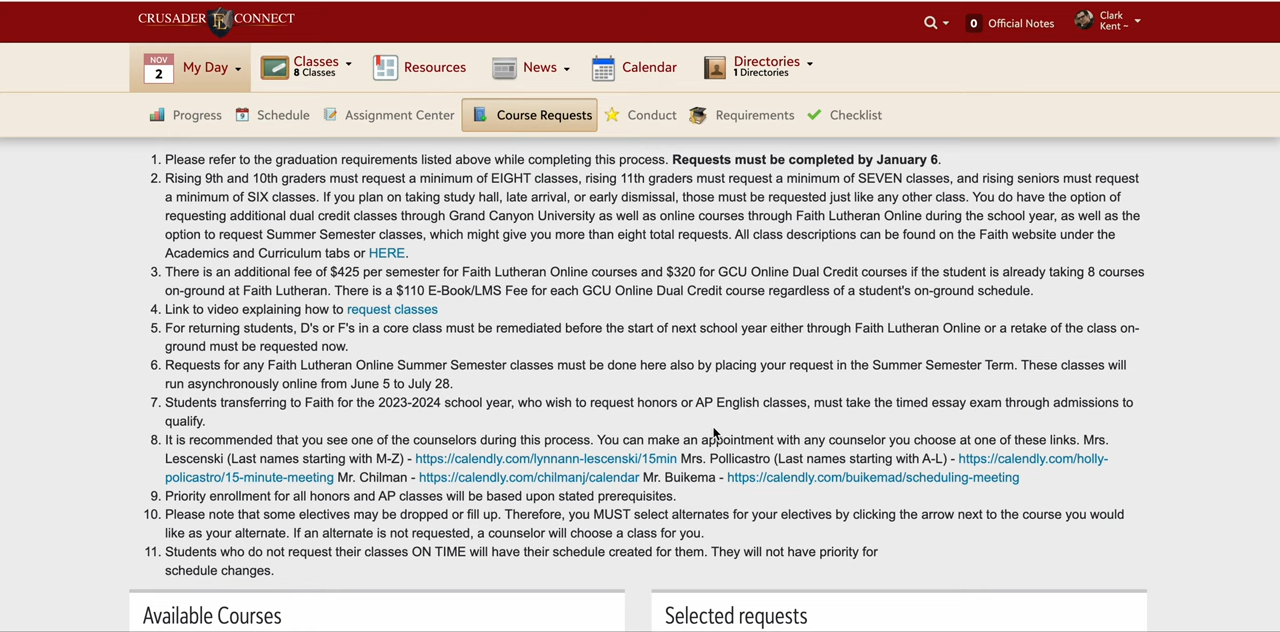 CRUSADER FL CONNECT
0 Official Notes
Clark
Kent ~
NOV
2
My Day
Classes
8 Classes
Resources
News
Calendar
Directories
1 Directories
Progress
Schedule
Assignment Center
Course Requests
Conduct
Requirements
Checklist
1. Please refer to the graduation requirements listed above while completing this process. Requests must be completed by January 6.
2. Rising 9th and 10th graders must request a minimum of EIGHT classes, rising 11th graders must request a minimum of SEVEN classes, and rising seniors must request
a minimum of SIX classes. If you plan on taking study hall, late arrival, or early dismissal, those must be requested just like any other class. You do have the option of
requesting additional dual credit classes through Grand Canyon University as well as online courses through Faith Lutheran Online during the school year, as well as the
option to request Summer Semester classes, which might give you more than eight total requests. All class descriptions can be found on the Faith website under the
Academics and Curriculum tabs or HERE.
3. There is an additional fee of $425 per semester for Faith Lutheran Online courses and $320 for GCU Online Dual Credit courses if the student is already taking 8 courses
on-ground at Faith Lutheran. There is a $110 E-Book/LMS Fee for each GCU Online Dual Credit course regardless of a student's on-ground schedule.
4. Link to video explaining how to request classes
5. For returning students, D's or F's in a core class must be remediated before the start of next school year either through Faith Lutheran Online or a retake of the class on-
ground must be requested now.
6. Requests for any Faith Lutheran Online Summer Semester classes must be done here also by placing your request in the Summer Semester Term. These classes will
run asynchronously online from June 5 to July 28.
7. Students transferring to Faith for the 2023-2024 school year, who wish to request honors or AP English classes, must take the timed essay exam through admissions to
qualify.
8. It is recommended that you see one of the counselors during this process. You can make an appointment with any counselor you choose at one of these links. Mrs.
Lescenski (Last names starting with M-Z) - https://calendly.com/lynnann-lescenski/15min Mrs. Pollicastro (Last names starting with A-L) - https://calendly.com/holly-
policastro/15-minute-meeting Mr. Chilman - https://calendly.com/chilmanj/calendar Mr. Buikema - https://calendly.com/buikemad/scheduling-meeting
9. Priority enrollment for all honors and AP classes will be based upon stated prerequisites.
10. Please note that some electives may be dropped or fill up. Therefore, you MUST select alternates for your electives by clicking the arrow next to the course you would
like as your alternate. If an alternate is not requested, a counselor will choose a class for you.
11. Students who do not request their classes ON TIME will have their schedule created for them. They will not have priority for
schedule changes.
Available Courses
Selected requests